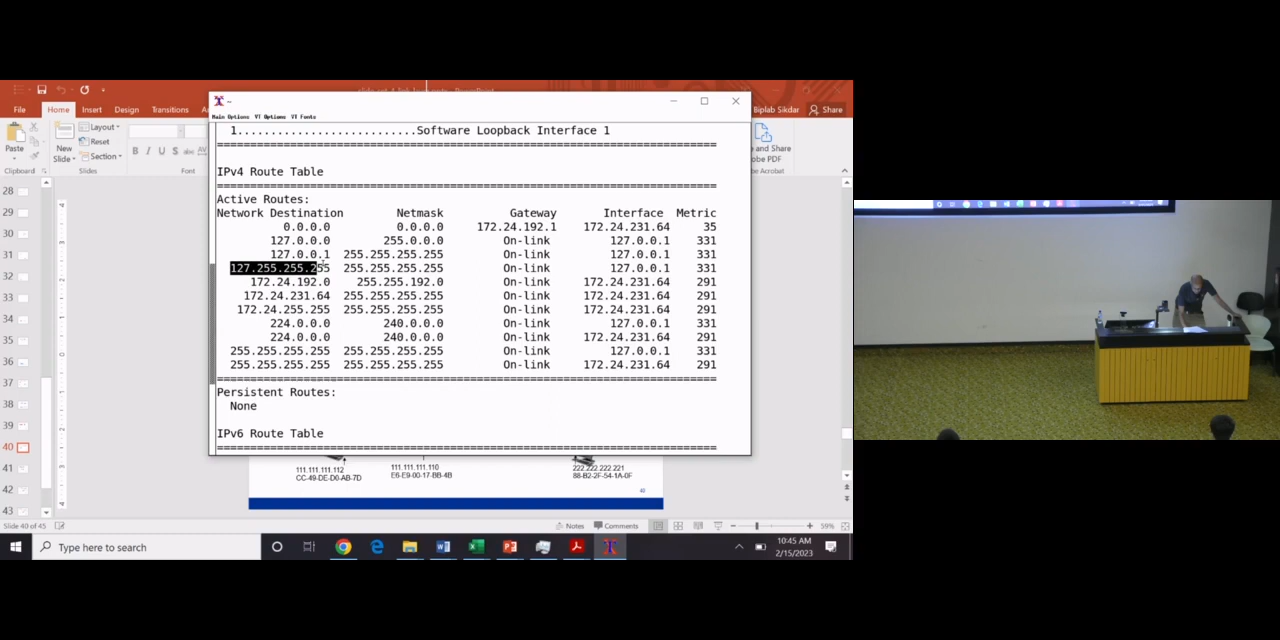 File Home Insert Design Transitions
Biplab Sikdar Share
Paste
New
Slide
Layout
Reset
Section
Clipboard
Slides
Font
Main Options VT Options VT Fonts
1...........................Software Loopback Interface 1
===========================================================================
IPv4 Route Table
===========================================================================
Active Routes:
Network Destination Netmask Gateway Interface Metric
0.0.0.0 0.0.0.0 172.24.192.1 172.24.231.64 35
127.0.0.0 255.0.0.0 On-link 127.0.0.1 331
127.0.0.1 255.255.255.255 On-link 127.0.0.1 331
127.255.255.255 255.255.255.255 On-link 127.0.0.1 331
172.24.192.0 255.255.192.0 On-link 172.24.231.64 291
172.24.231.64 255.255.255.255 On-link 172.24.231.64 291
172.24.255.255 255.255.255.255 On-link 172.24.231.64 291
224.0.0.0 240.0.0.0 On-link 127.0.0.1 331
224.0.0.0 240.0.0.0 On-link 172.24.231.64 291
255.255.255.255 255.255.255.255 On-link 127.0.0.1 331
255.255.255.255 255.255.255.255 On-link 172.24.231.64 291
===========================================================================
Persistent Routes:
None
IPv6 Route Table
===========================================================================
and Share
obe PDF
be Acrobat
28
29
30
31
32
33
34
35
36
37
38
39
40
41
42
43
111.111.111.112
CC-49-DE-D0-AB-7D
111.111.111.110
E6-E9-00-17-BB-4B
222.222.222.221
88-B2-2F-54-1A-0F
40
Slide 40 of 45
Notes Comments 59%
Type here to search
10:45 AM
2/15/2023